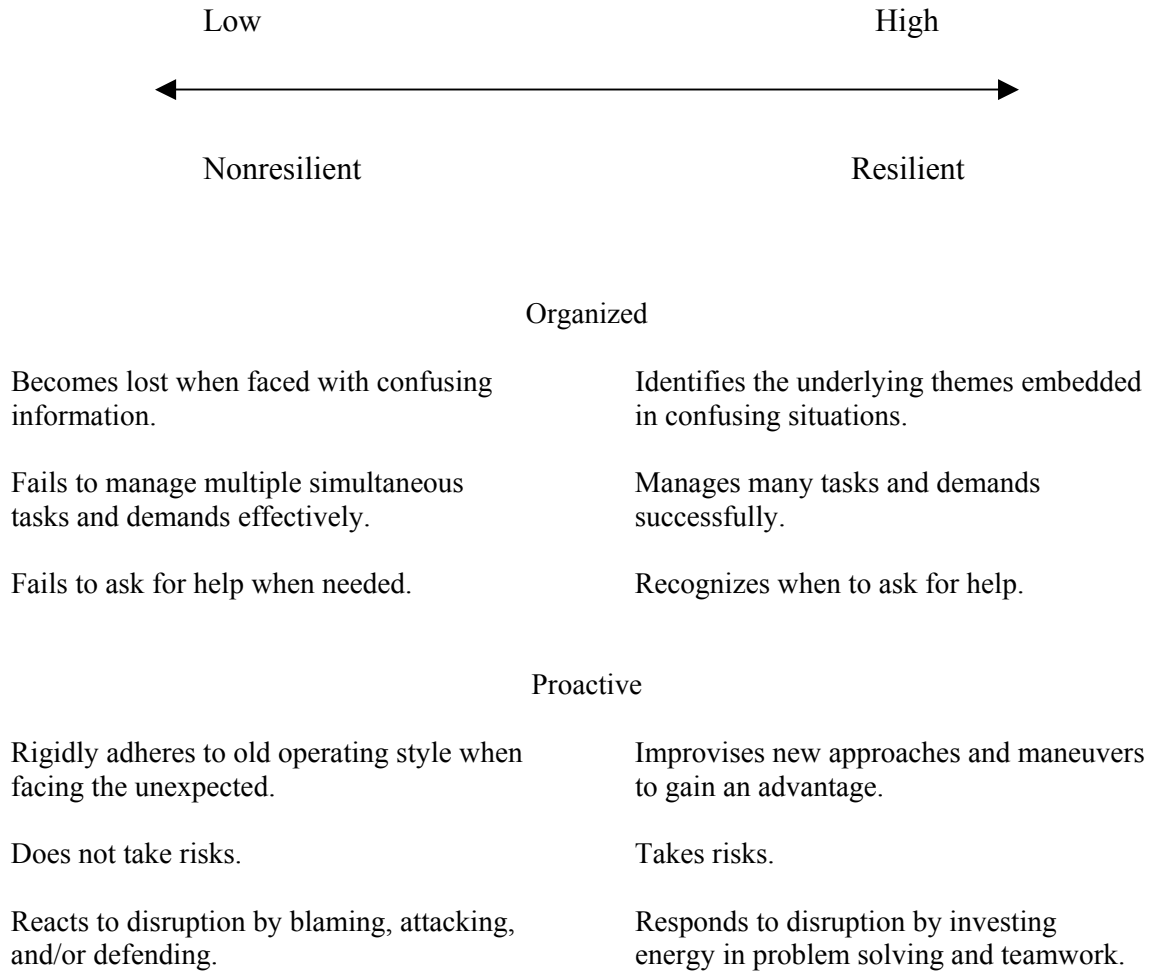 Low High
Nonresilient Resilient
Organized
Becomes lost when faced with confusing
information.
Identifies the underlying themes embedded
in confusing situations.
Fails to manage multiple simultaneous
tasks and demands effectively.
Manages many tasks and demands
successfully.
Fails to ask for help when needed.
Recognizes when to ask for help.
Proactive
Rigidly adheres to old operating style when
facing the unexpected.
Improvises new approaches and maneuvers
to gain an advantage.
Does not take risks.
Takes risks.
Reacts to disruption by blaming, attacking,
and/or defending.
Responds to disruption by investing
energy in problem solving and teamwork.